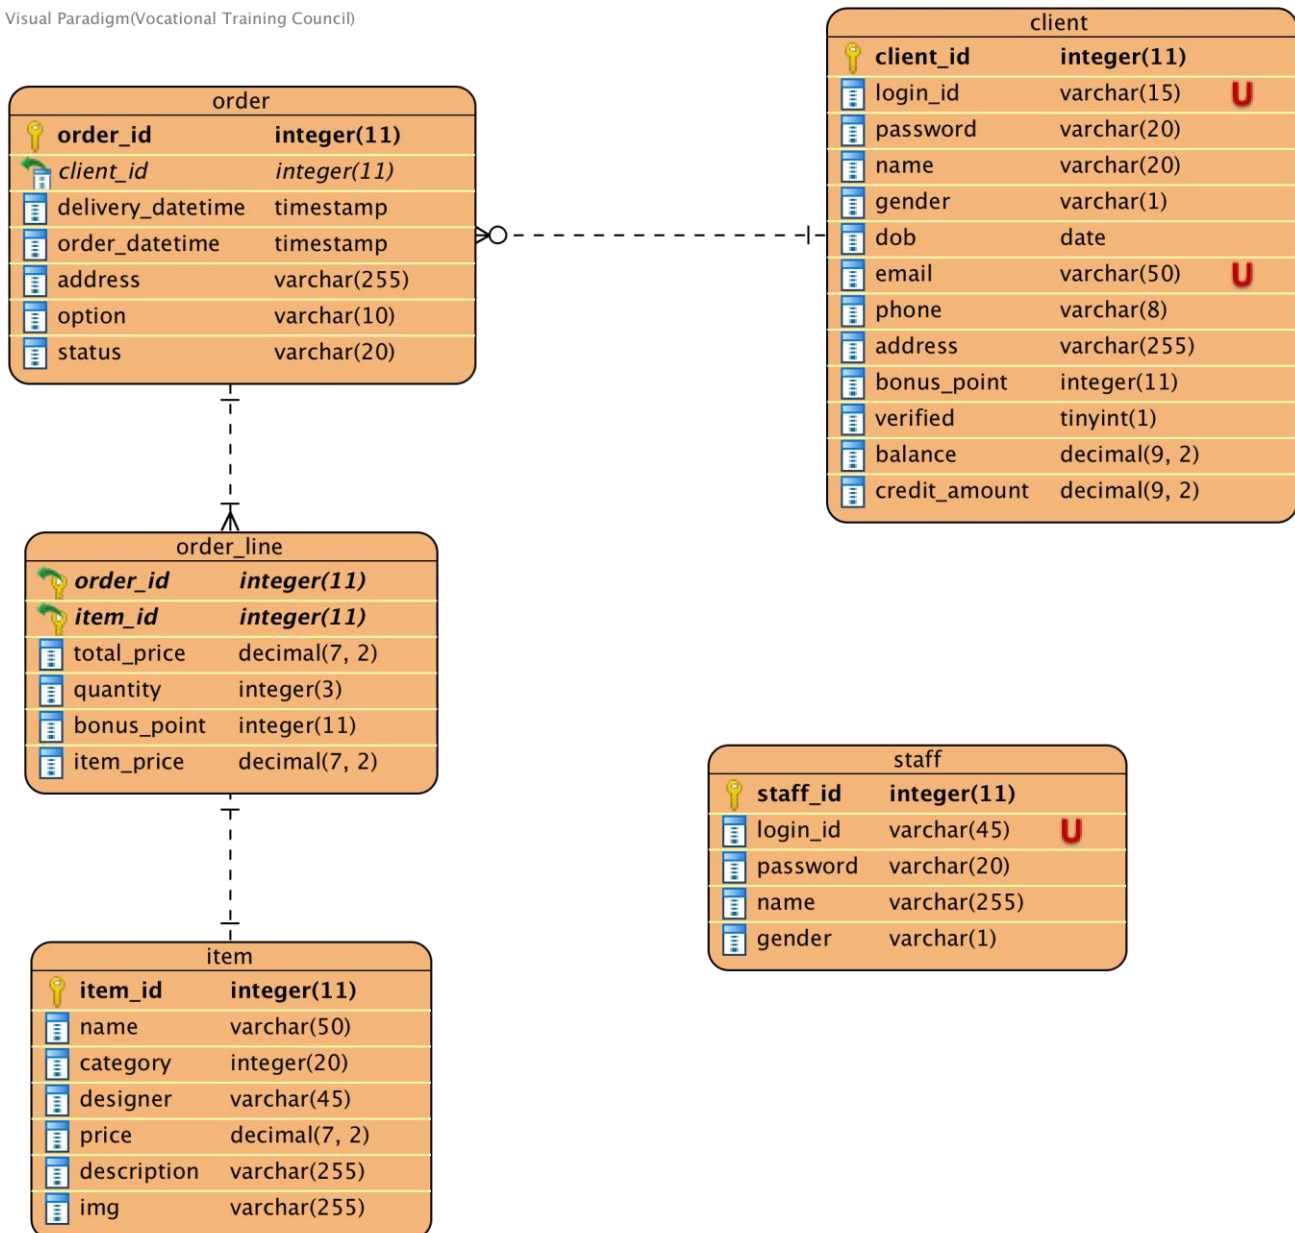 Visual Paradigm(Vocational Training Council)
client
client_id integer(11)
login_id varchar(15) U
password varchar(20)
name varchar(20)
gender varchar(1)
dob date
email varchar(50) U
phone varchar(8)
address varchar(255)
bonus_point integer(11)
verified tinyint(1)
balance decimal(9, 2)
credit_amount decimal(9, 2)
order
order_id integer(11)
client_id integer(11)
delivery_datetime timestamp
order_datetime timestamp
address varchar(255)
option varchar(10)
status varchar(20)
order_line
order_id integer(11)
item_id integer(11)
total_price decimal(7, 2)
quantity integer(3)
bonus_point integer(11)
item_price decimal(7, 2)
staff
staff_id integer(11)
login_id varchar(45) U
password varchar(20)
name varchar(255)
gender varchar(1)
item
item_id integer(11)
name varchar(50)
category integer(20)
designer varchar(45)
price decimal(7, 2)
description varchar(255)
img varchar(255)